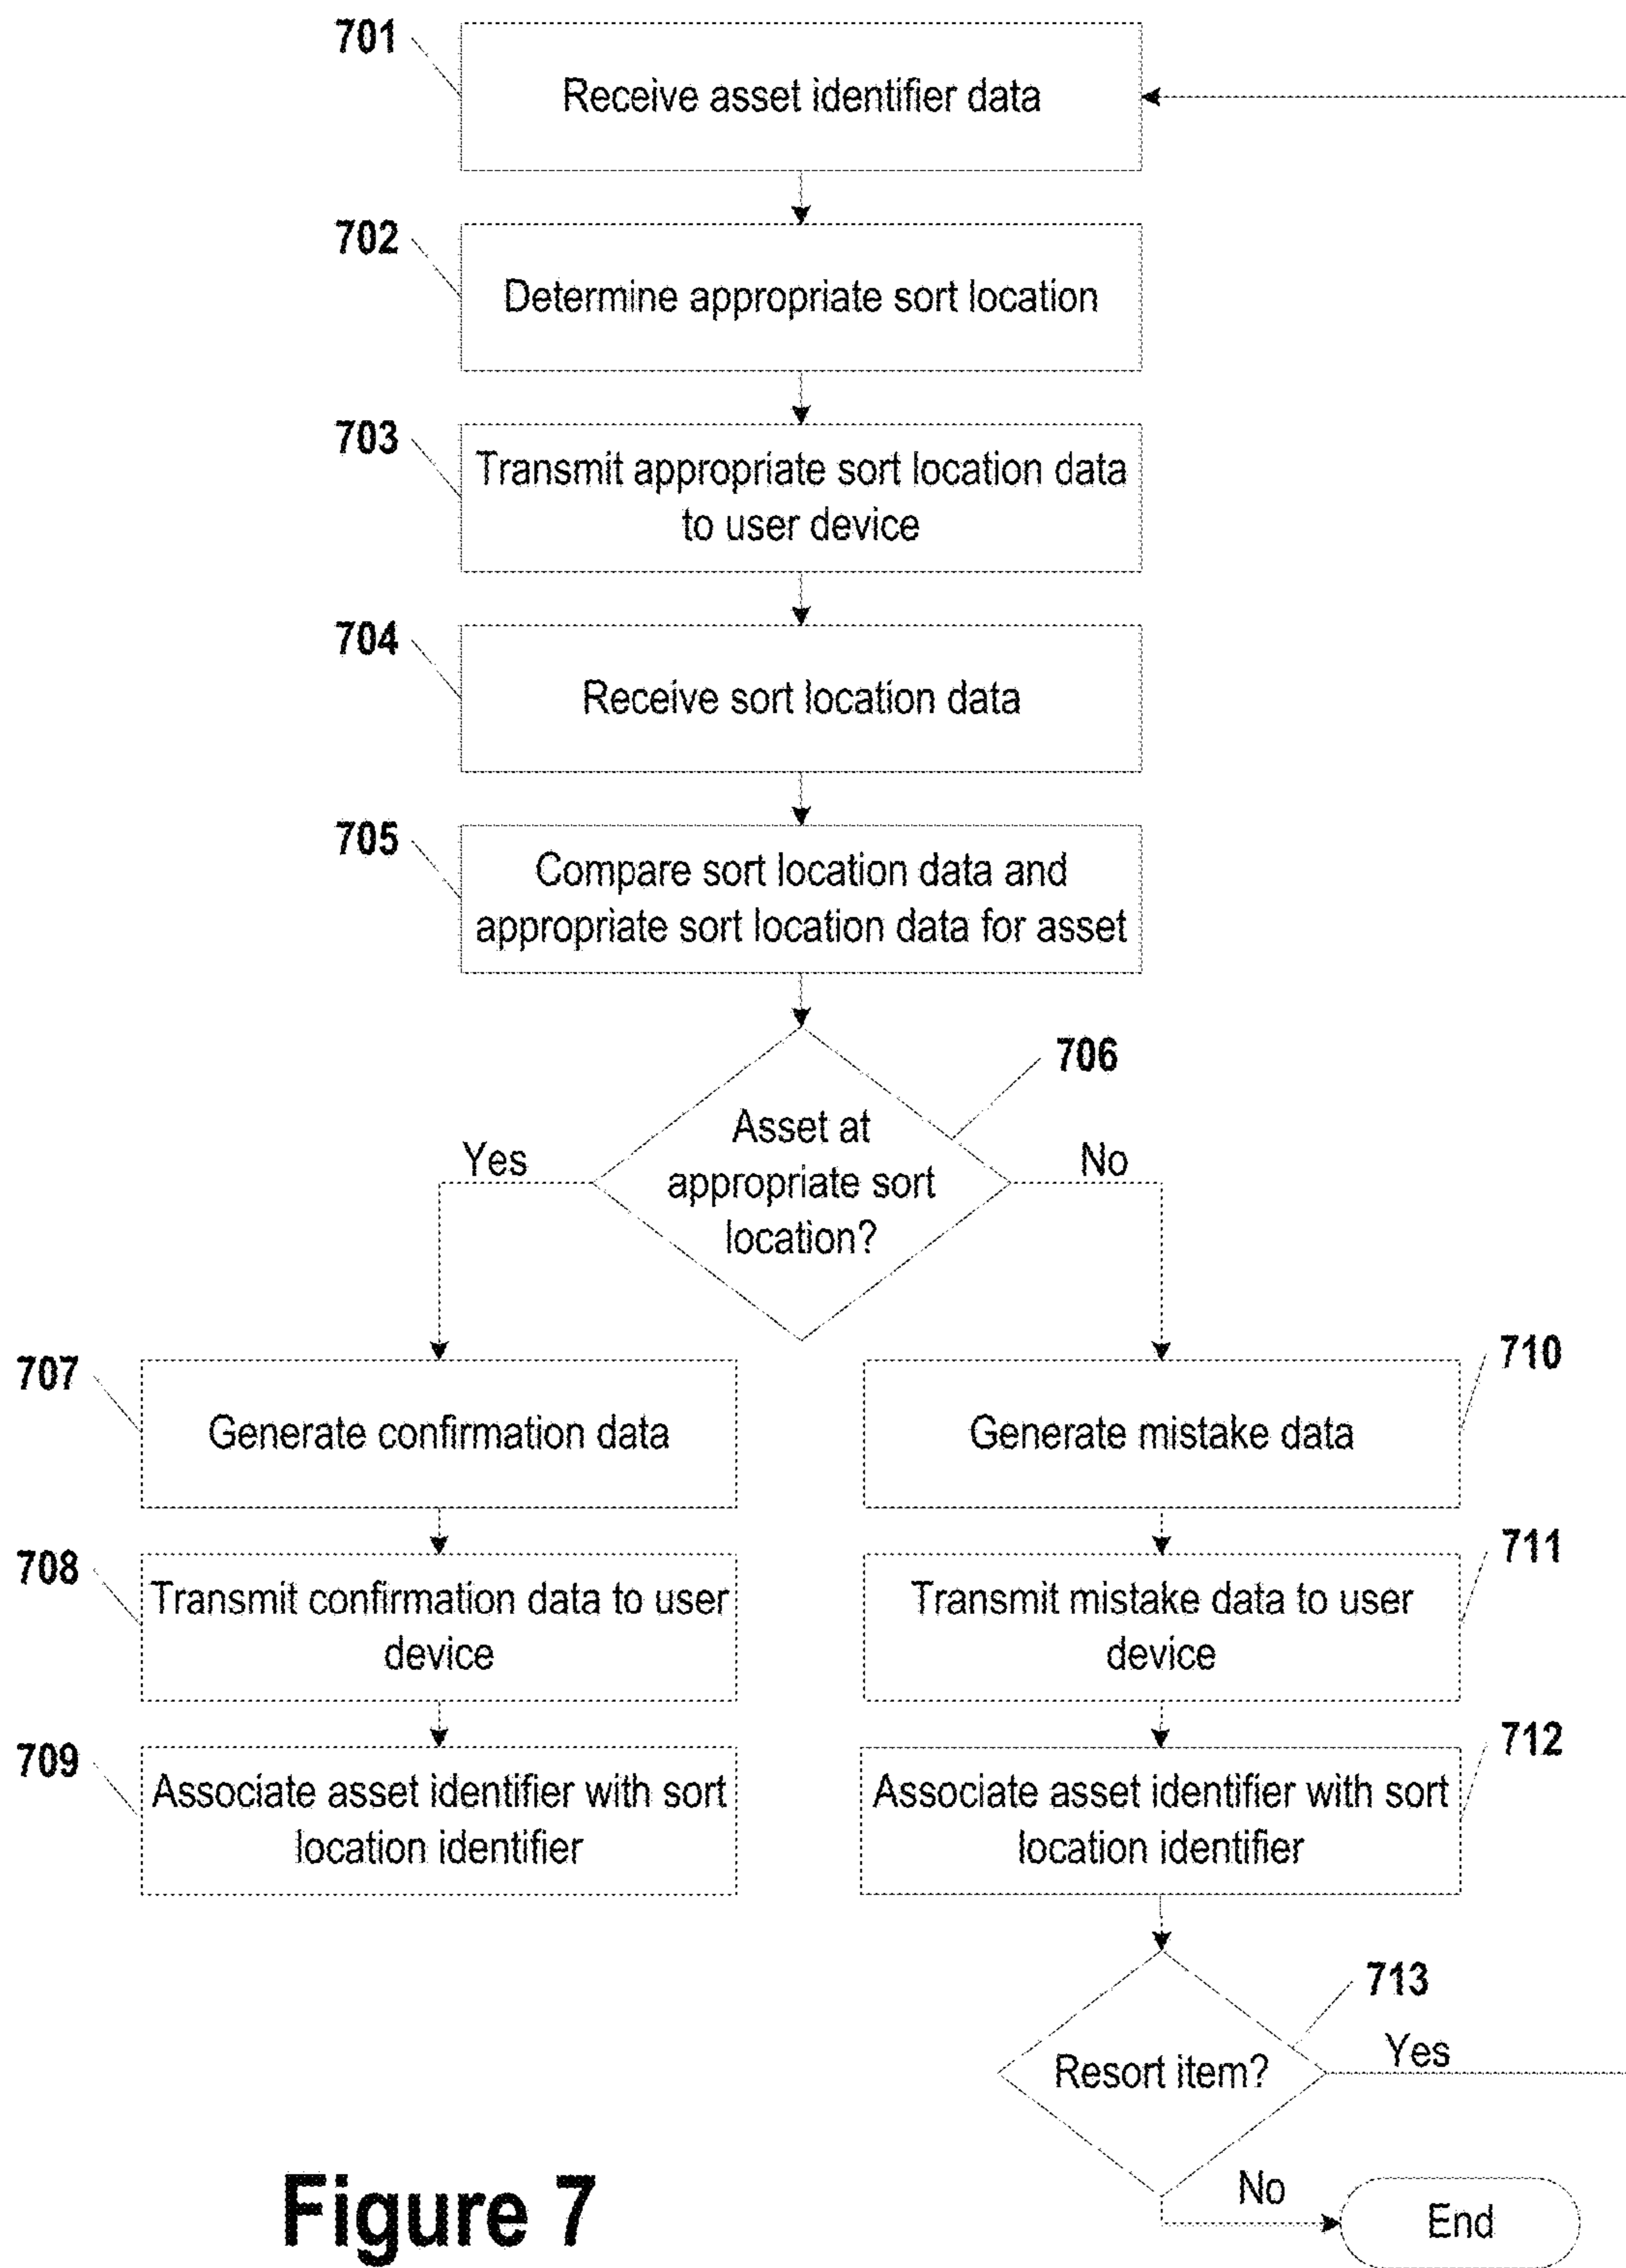 701
Receive asset identifier data
702
Determine appropriate sort location
703
Transmit appropriate sort location data
to user device
704
Receive sort location data
705
Compare sort location data and
appropriate sort location data for asset
706
Asset at
appropriate sort
location?
Yes
No
707
Generate confirmation data
710
Generate mistake data
708
Transmit confirmation data to user
device
711
Transmit mistake data to user
device
709
Associate asset identifier with sort
location identifier
712
Associate asset identifier with sort
location identifier
713
Resort item?
Yes
No
End
Figure 7